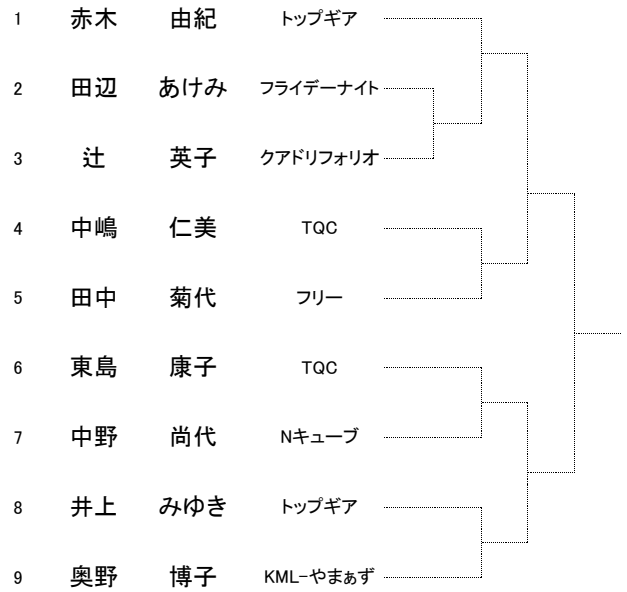 1 赤木 由紀 トップギア
2 田辺 あけみ フライデーナイト
3 辻 英子 クアドリフォリオ
4 中嶋 仁美 TQC
5 田中 菊代 フリー
6 東島 康子 TQC
7 中野 尚代 Nキューブ
8 井上 みゆき トップギア
9 奥野 博子 KML-やまぁず